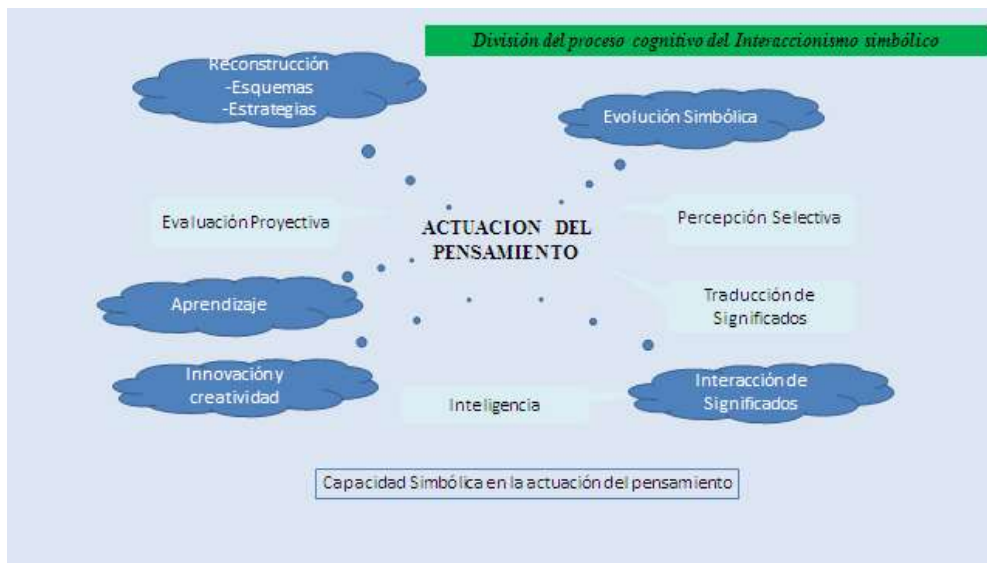 División del proceso cognitivo del Interaccionismo simbólico
Reconstrucción
-Esquemas
-Estrategias
Evolución Simbólica
Evaluación Proyectiva
ACTUACION DEL
PENSAMIENTO
Percepción Selectiva
Aprendizaje
Traducción de
Significados
Innovación y
creatividad
Inteligencia
Interacción de
Significados
Capacidad Simbólica en la actuación del pensamiento